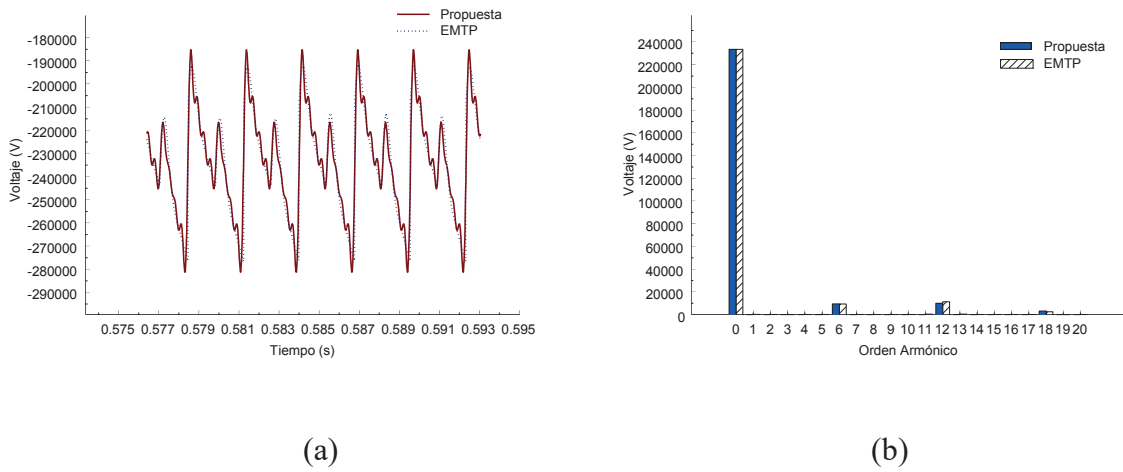 Propuesta
EMTP
-180000
-190000
-200000
-210000
-220000
-230000
-240000
-250000
-260000
-270000
-280000
-290000
Voltaje (V)
0.575 0.577 0.579 0.581 0.583 0.585 0.587 0.589 0.591 0.593 0.595
Tiempo (s)
(a)
Propuesta
EMTP
240000
220000
200000
180000
160000
140000
120000
100000
80000
60000
40000
20000
0
Voltaje (V)
0 1 2 3 4 5 6 7 8 9 10 11 12 13 14 15 16 17 18 19 20
Orden Armónico
(b)